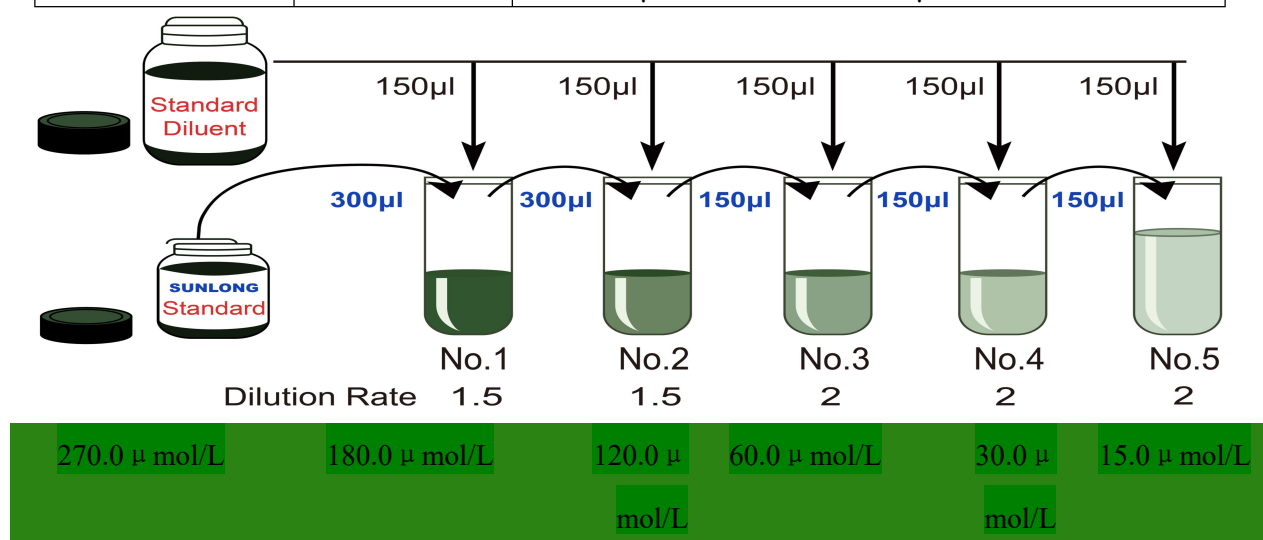 150µl 150µl 150µl 150µl 150µl
Standard
Diluent
300µl 300µl 150µl 150µl 150µl
SUNLONG
Standard
No.1 No.2 No.3 No.4 No.5
Dilution Rate 1.5 1.5 2 2 2
270.0 μ mol/L 180.0 μ mol/L 120.0 μ 60.0 μ mol/L 30.0 μ 15.0 μ mol/L
mol/L mol/L